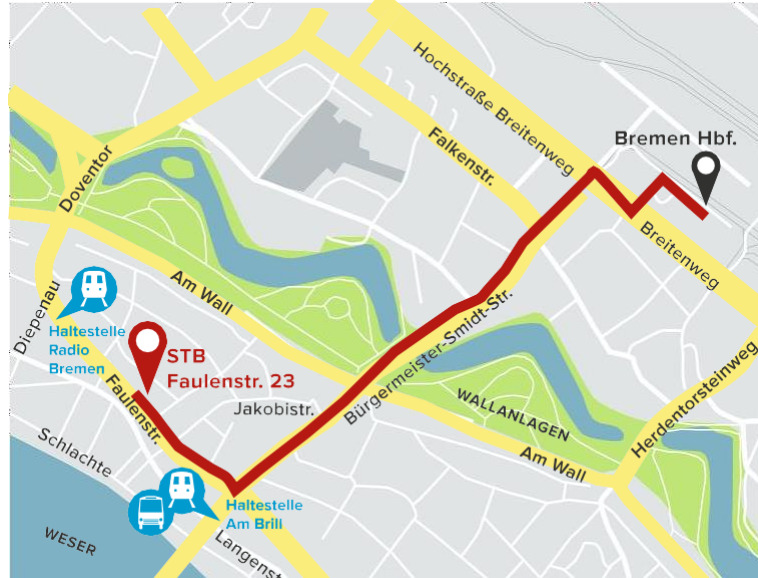 Hochstraße Breitenweg
Bremen Hbf.
Falkenstr.
Doventor
Breitenweg
Am Wall
Diepenau
Haltestelle
Radio
Bremen
STB
Faulenstr. 23
Bürgermeister-Smidt-Str.
Herdentorsteinweg
Jakobistr.
WALLANLAGEN
Faulenstr.
Schlachte
Am Wall
Haltestelle
Am Brill
WESER
Langenst